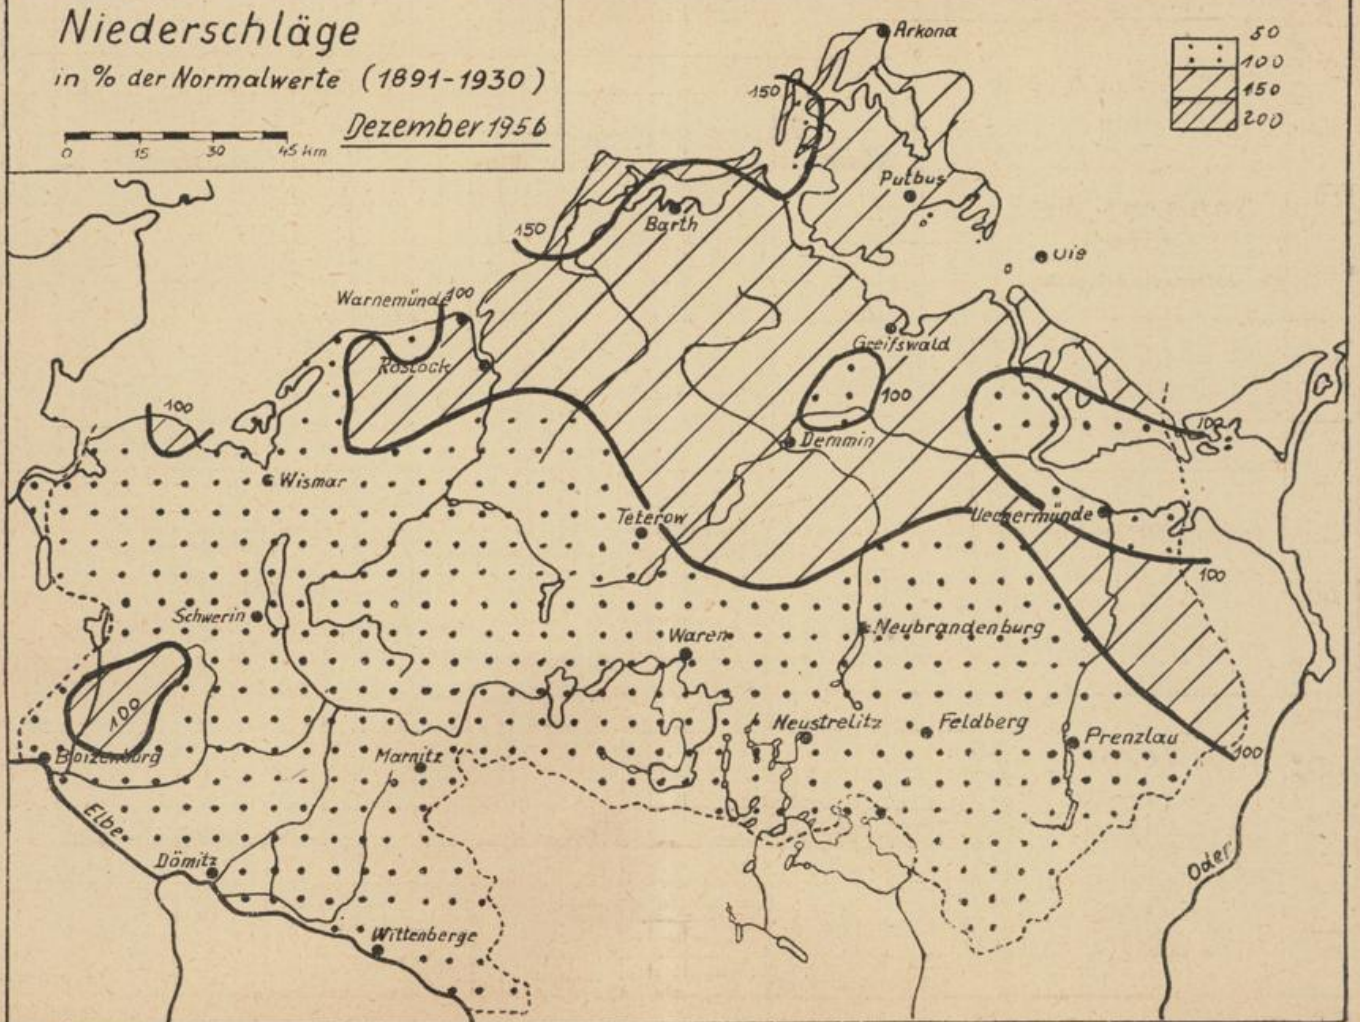 Niederschläge
in % der Normalwerte (1891-1930)
Dezember 1956
0 15 30 45 km
50
100
150
200
Arkona
150
Putbus
Barth
150
Oie
Warnemünde 100
Greifswald
Rostock
100
100
100
Demmin
Wismar
Teterow
Ueckermünde
100
Schwerin
Waren
Neubrandenburg
100
Neustrelitz
Feldberg
Prenzlau
100
Boizenburg
Marnitz
Elbe
Dömitz
Oder
Wittenberge